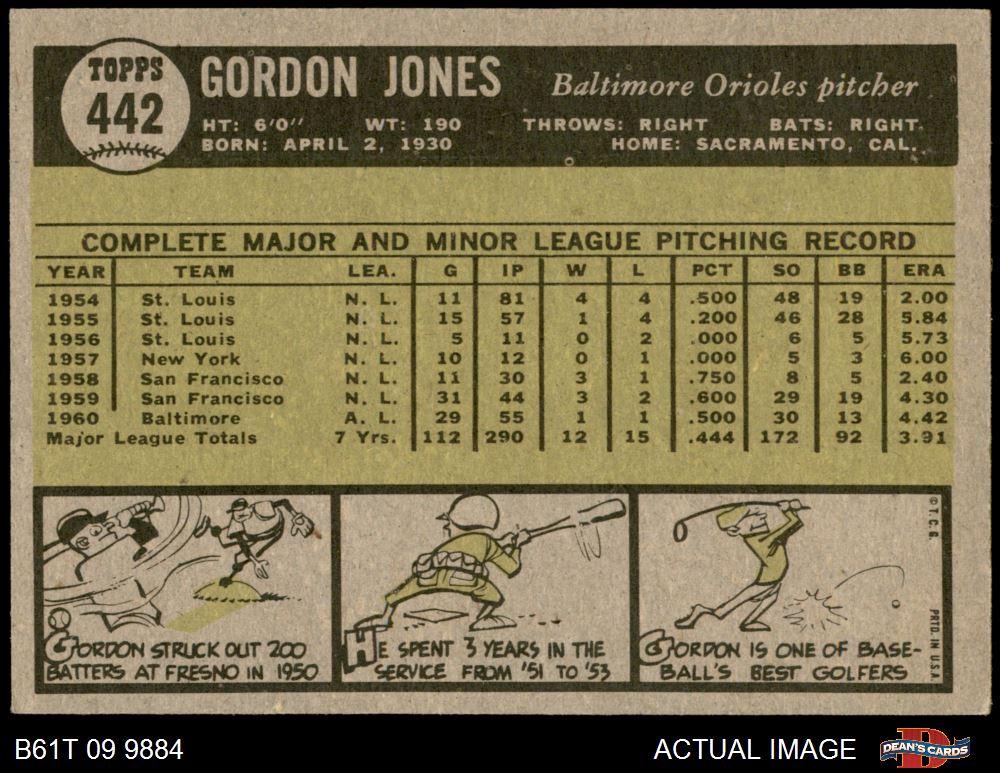 TOPPS
442
GORDON JONES
Baltimore Orioles pitcher
HT: 6'0" WT: 190 THROWS: RIGHT BATS: RIGHT
BORN: APRIL 2, 1930 HOME: SACRAMENTO, CAL.
COMPLETE MAJOR AND MINOR LEAGUE PITCHING RECORD
YEAR TEAM LEA. G IP W L PCT SO BB ERA
1954 St. Louis N. L. 11 81 4 4 .500 48 19 2.00
1955 St. Louis N. L. 15 57 1 4 .200 46 28 5.84
1956 St. Louis N. L. 5 11 0 2 .000 6 5 5.73
1957 New York N. L. 10 12 0 1 .000 5 3 6.00
1958 San Francisco N. L. 11 30 3 1 .750 8 5 2.40
1959 San Francisco N. L. 31 44 3 2 .600 29 19 4.30
1960 Baltimore A. L. 29 55 1 1 .500 30 13 4.42
Major League Totals 7 Yrs. 112 290 12 15 .444 172 92 3.91
GORDON STRUCK OUT 200
BATTERS AT FRESNO IN 1950
HE SPENT 3 YEARS IN THE
SERVICE FROM '51 TO '53
GORDON IS ONE OF BASE-
BALL'S BEST GOLFERS
© T. C. G.
PRTD. IN U.S.A.
B61T 09 9884
ACTUAL IMAGE
DEAN'S CARDS